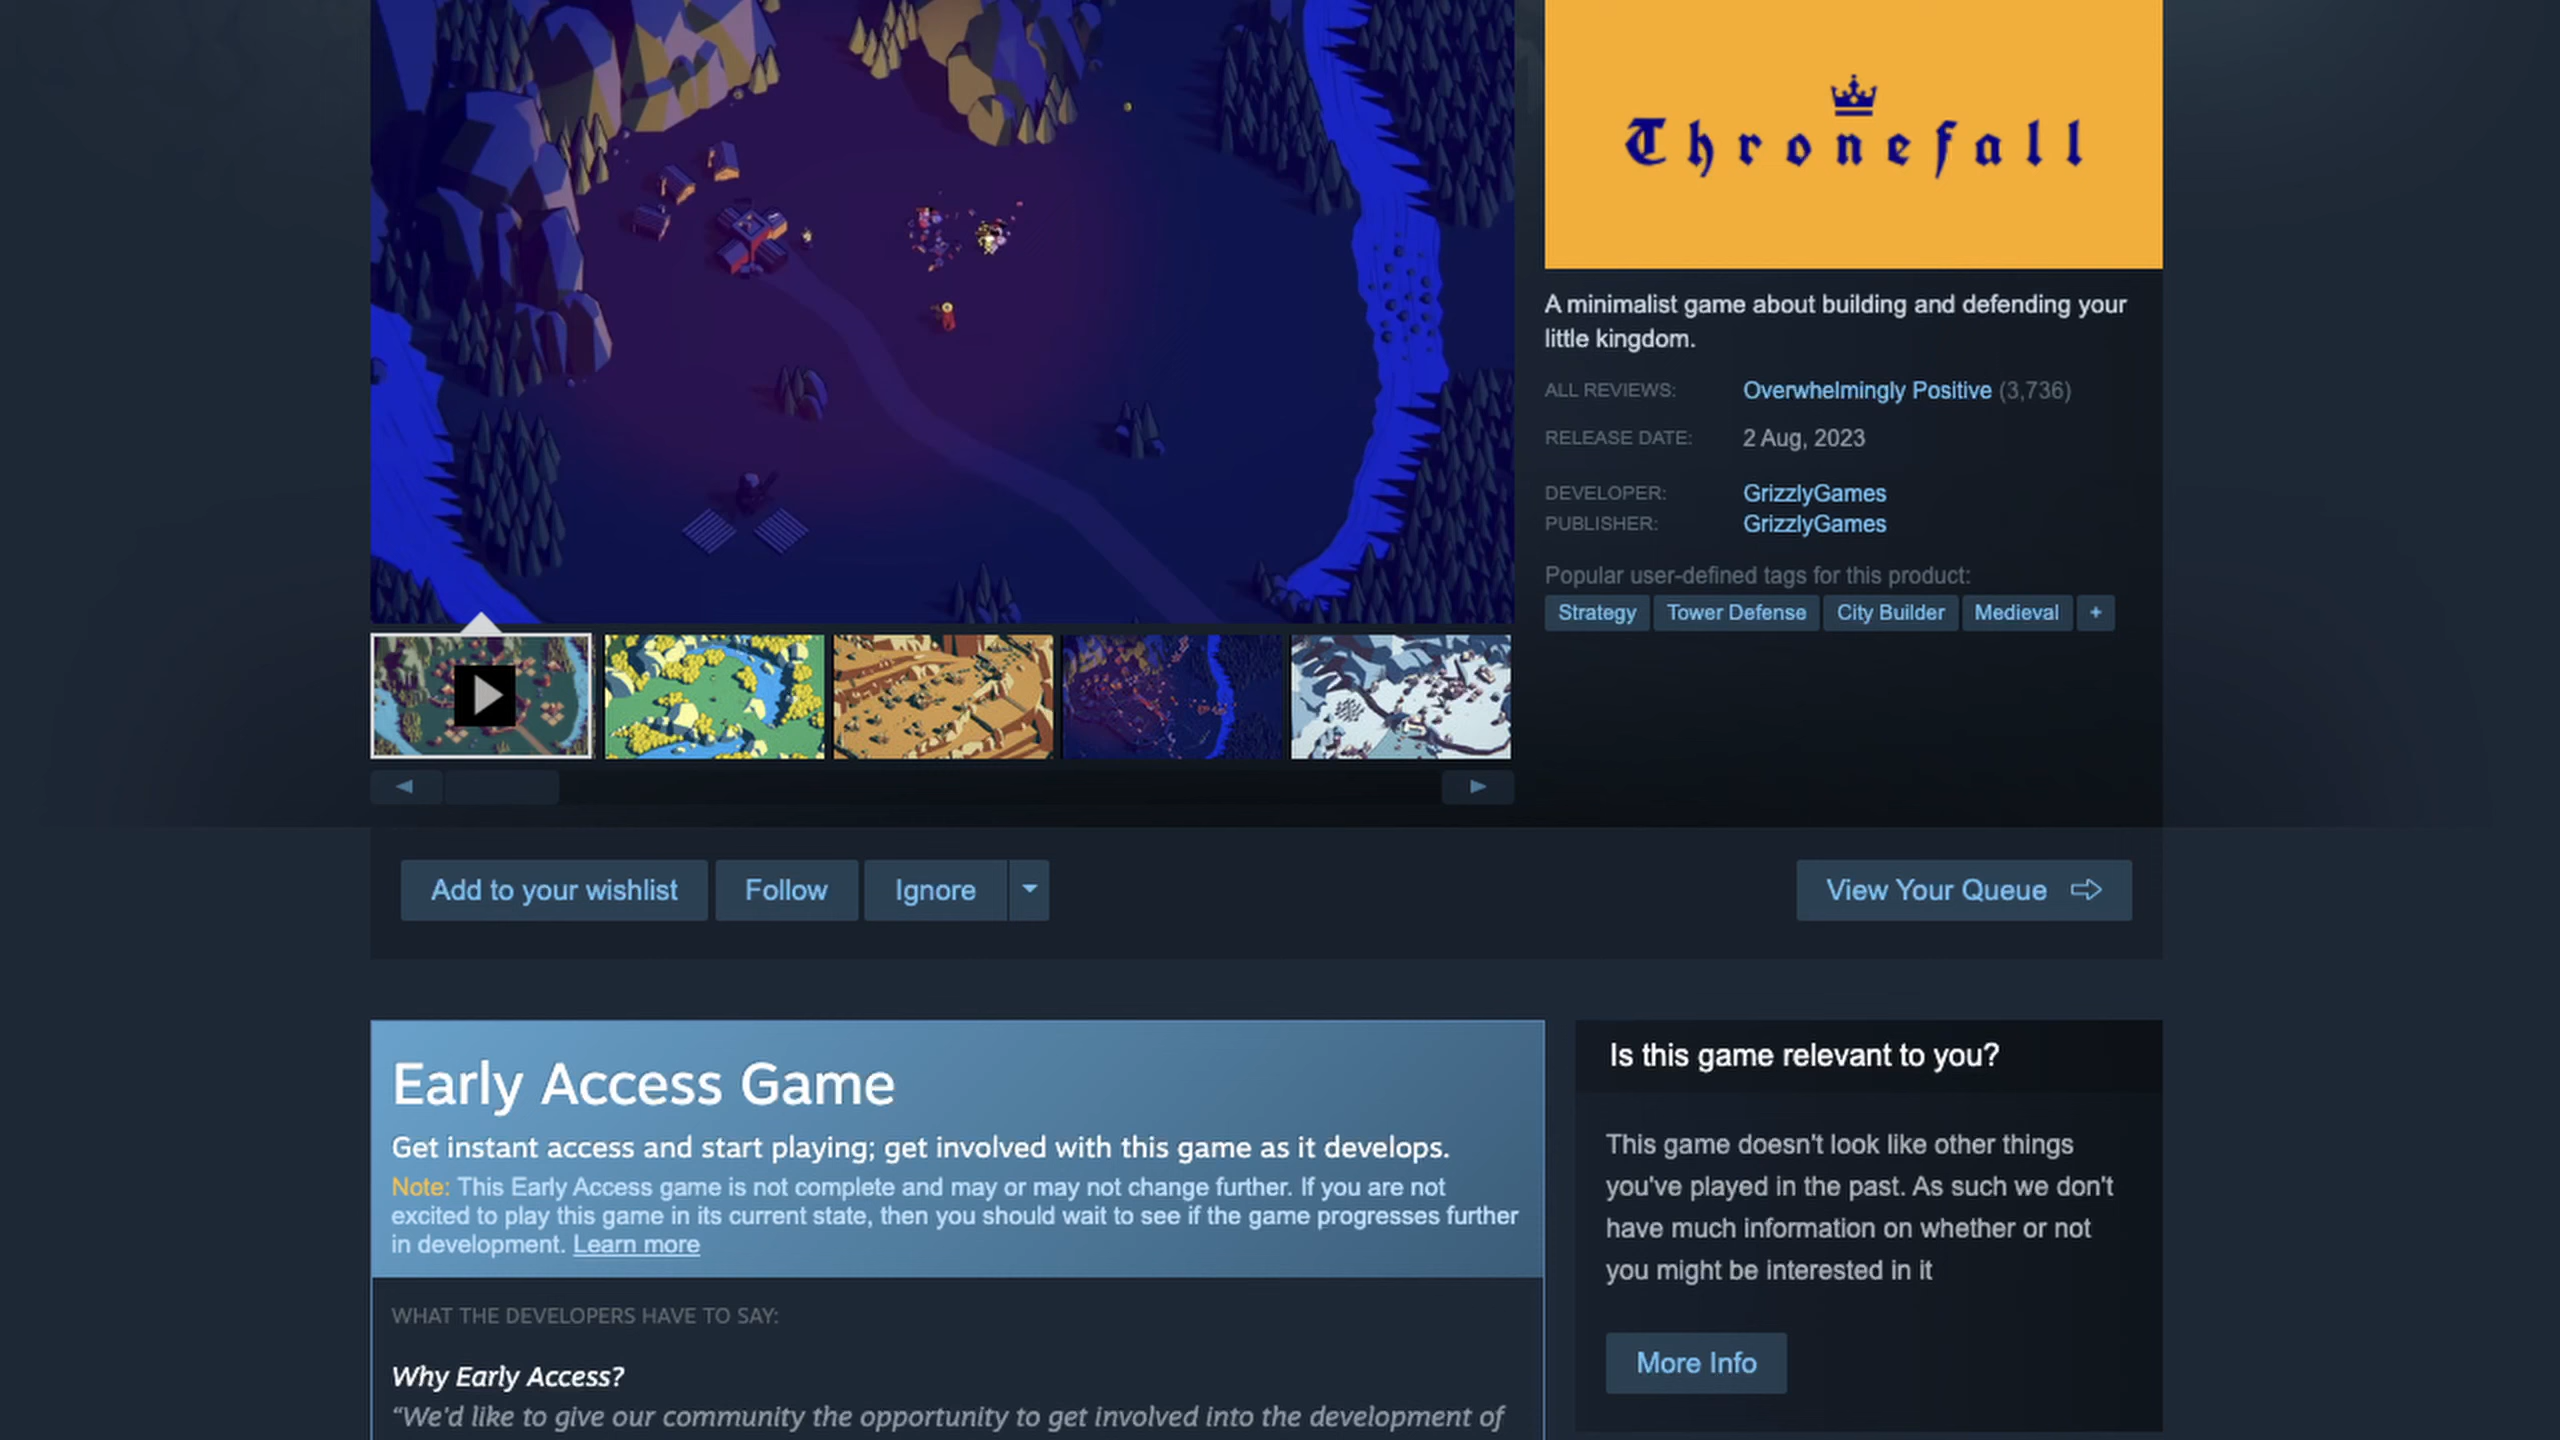 Thronefall
A minimalist game about building and defending your
little kingdom.
ALL REVIEWS: Overwhelmingly Positive (3,736)
RELEASE DATE: 2 Aug, 2023
DEVELOPER: GrizzlyGames
PUBLISHER: GrizzlyGames
Popular user-defined tags for this product:
Strategy Tower Defense City Builder Medieval +
Add to your wishlist Follow Ignore View Your Queue
Early Access Game
Get instant access and start playing; get involved with this game as it develops.
Note: This Early Access game is not complete and may or may not change further. If you are not
excited to play this game in its current state, then you should wait to see if the game progresses further
in development. Learn more
WHAT THE DEVELOPERS HAVE TO SAY:
Why Early Access?
“We'd like to give our community the opportunity to get involved into the development of
Is this game relevant to you?
This game doesn't look like other things
you've played in the past. As such we don't
have much information on whether or not
you might be interested in it
More Info